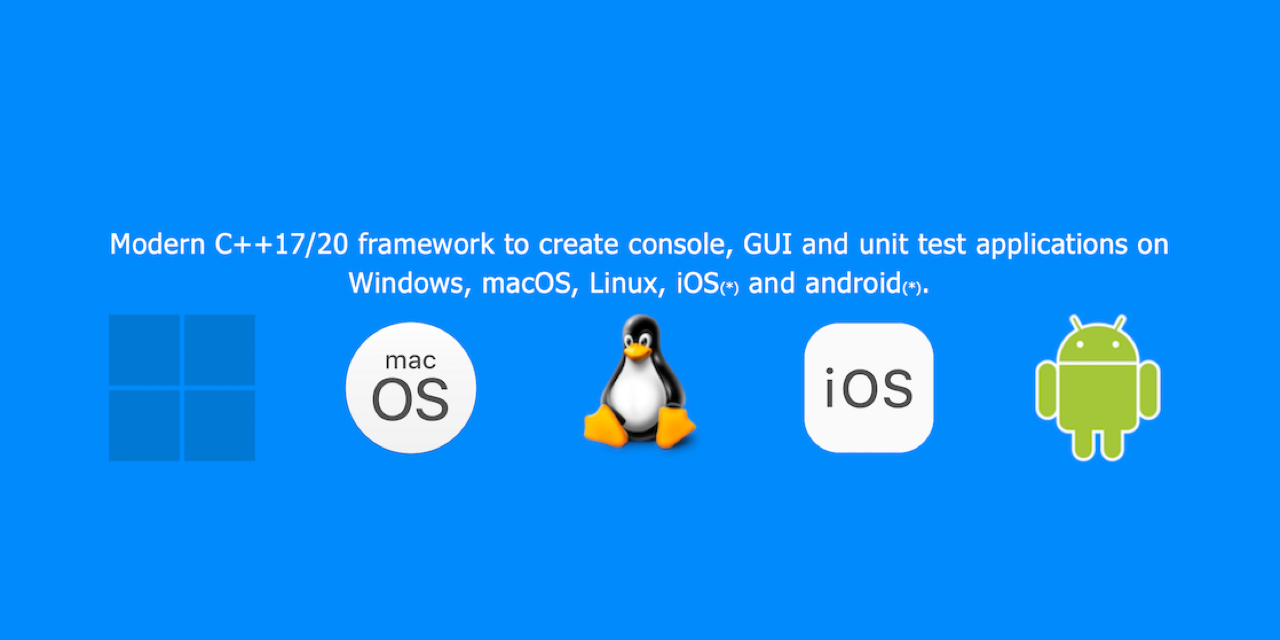 Modern C++17/20 framework to create console, GUI and unit test applications on
Windows, macOS, Linux, iOS(*) and android(*).
mac
OS
iOS